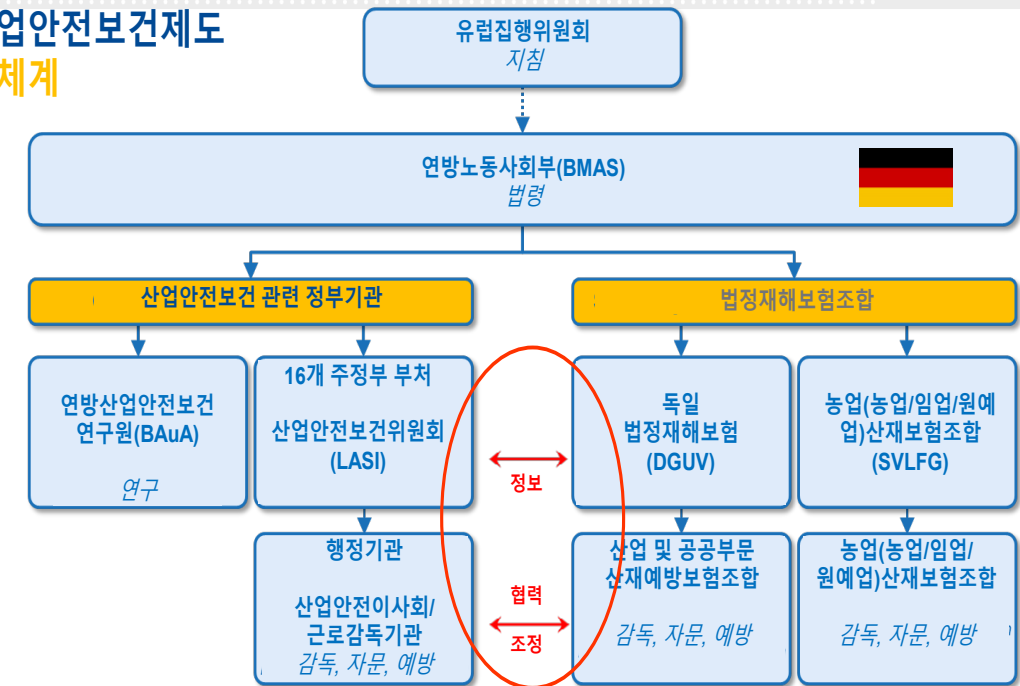 업안전보건제도
체계
유럽집행위원회
지침
연방노동사회부(BMAS)
법령
산업안전보건 관련 정부기관
법정재해보험조합
연방산업안전보건
연구원(BAuA)
연구
16개 주정부 부처
산업안전보건위원회
(LASI)
정보
독일
법정재해보험
(DGUV)
농업(농업/임업/원예
업)산재보험조합
(SVLFG)
행정기관
산업안전이사회/
근로감독기관
감독, 자문, 예방
협력
조정
산업 및 공공부문
산재예방보험조합
감독, 자문, 예방
농업(농업/임업/
원예업)산재보험조합
감독, 자문, 예방